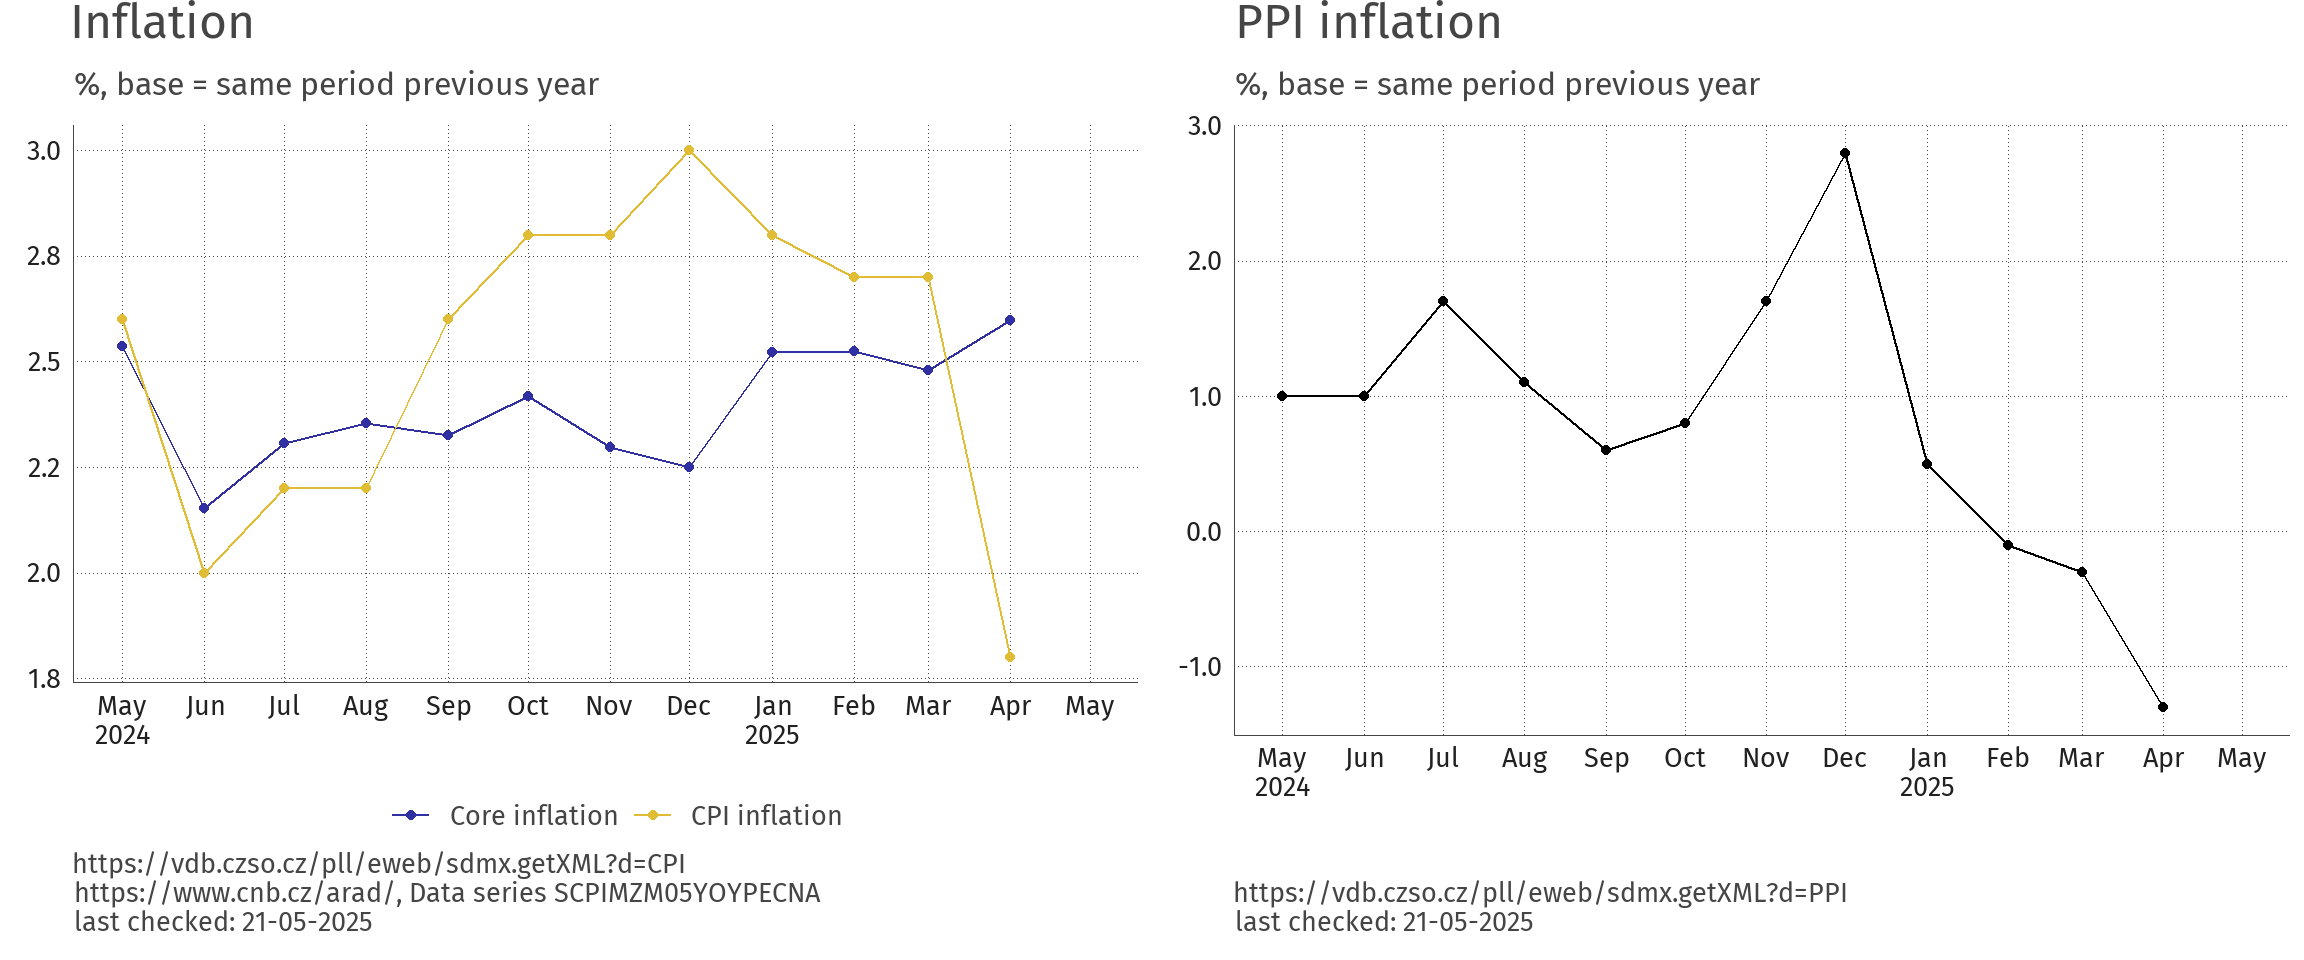 Inflation
%, base = same period previous year
3.0
2.8
2.5
2.2
2.0
1.8
May Jun Jul Aug Sep Oct Nov Dec Jan Feb Mar Apr May
2024 2025
Core inflation CPI inflation
https://vdb.czso.cz/pll/eweb/sdmx.getXML?d=CPI
https://www.cnb.cz/arad/, Data series SCPIMZM05YOYPECNA
last checked: 21-05-2025
PPI inflation
%, base = same period previous year
3.0
2.0
1.0
0.0
-1.0
May Jun Jul Aug Sep Oct Nov Dec Jan Feb Mar Apr May
2024 2025
https://vdb.czso.cz/pll/eweb/sdmx.getXML?d=PPI
last checked: 21-05-2025